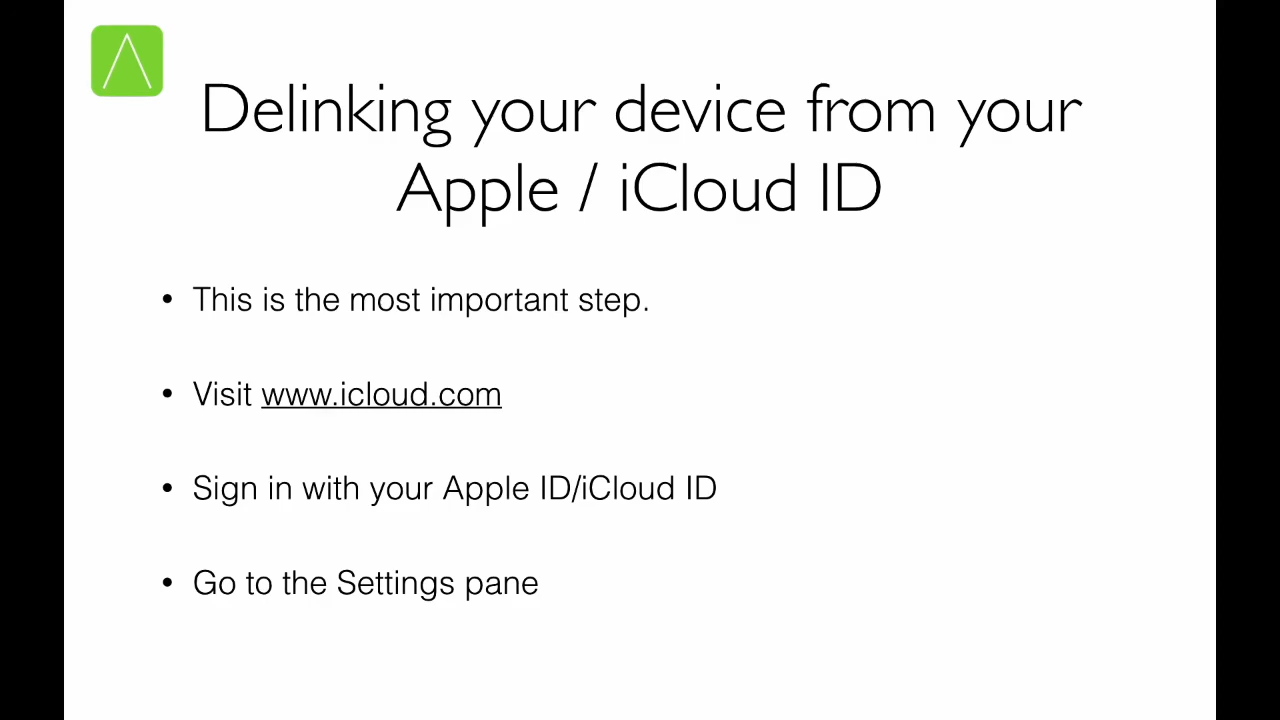 Delinking your device from your
Apple / iCloud ID
• This is the most important step.
• Visit www.icloud.com
• Sign in with your Apple ID/iCloud ID
• Go to the Settings pane